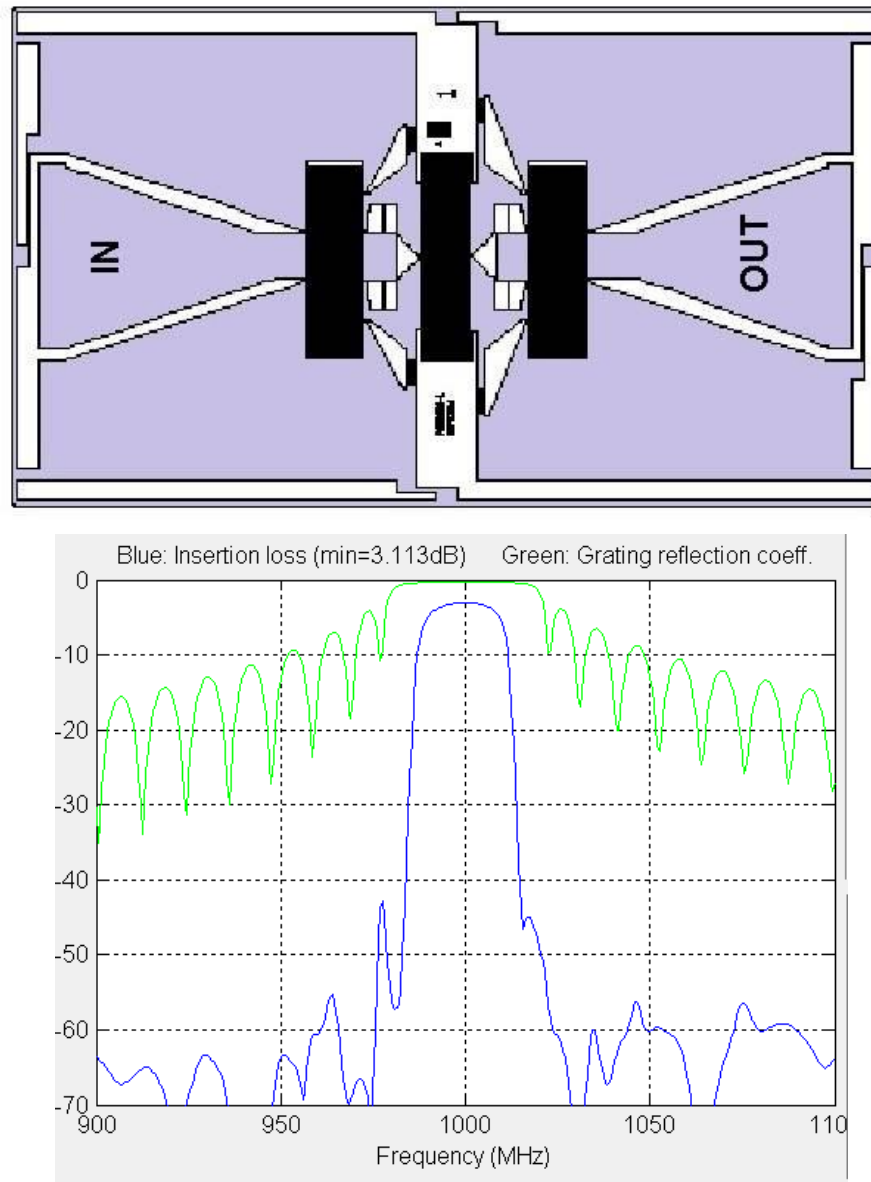 1
IN
OUT
Blue: Insertion loss (min=3.113dB) Green: Grating reflection coeff.
0
-10
-20
-30
-40
-50
-60
-70
900 950 1000 1050 110
Frequency (MHz)